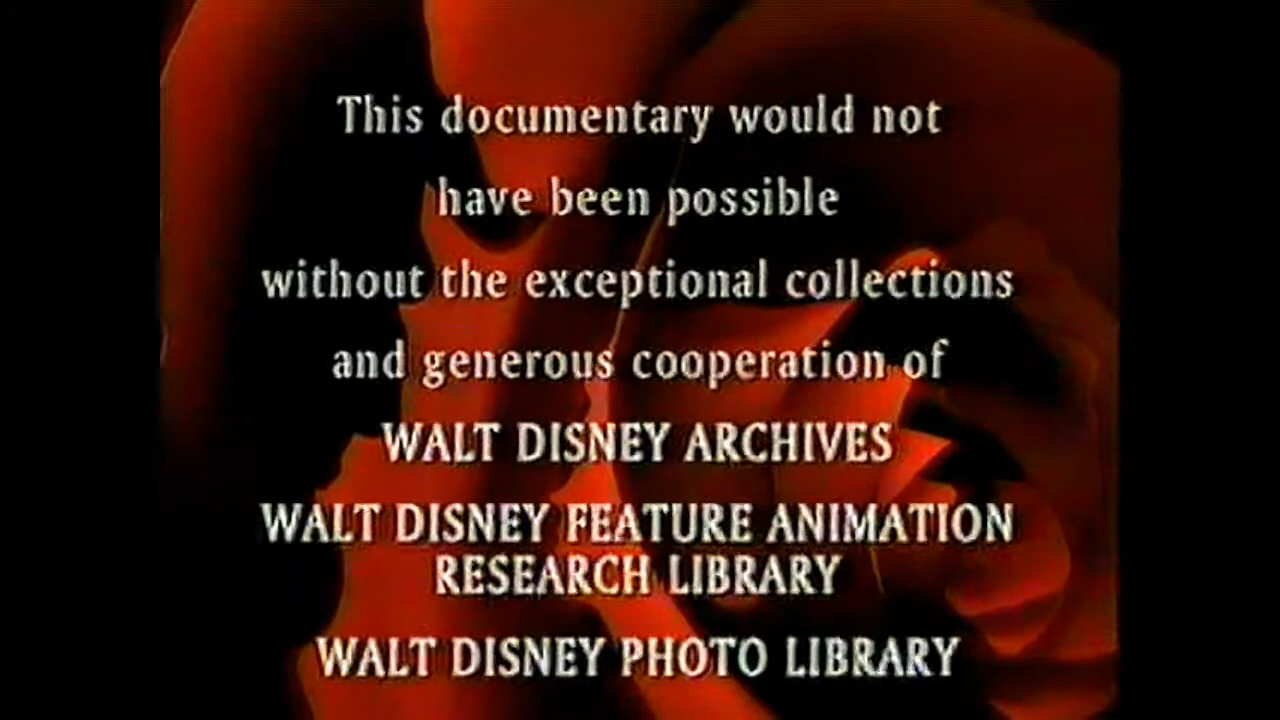 This documentary would not
have been possible
without the exceptional collections
and generous cooperation of
WALT DISNEY ARCHIVES
WALT DISNEY FEATURE ANIMATION
RESEARCH LIBRARY
WALT DISNEY PHOTO LIBRARY